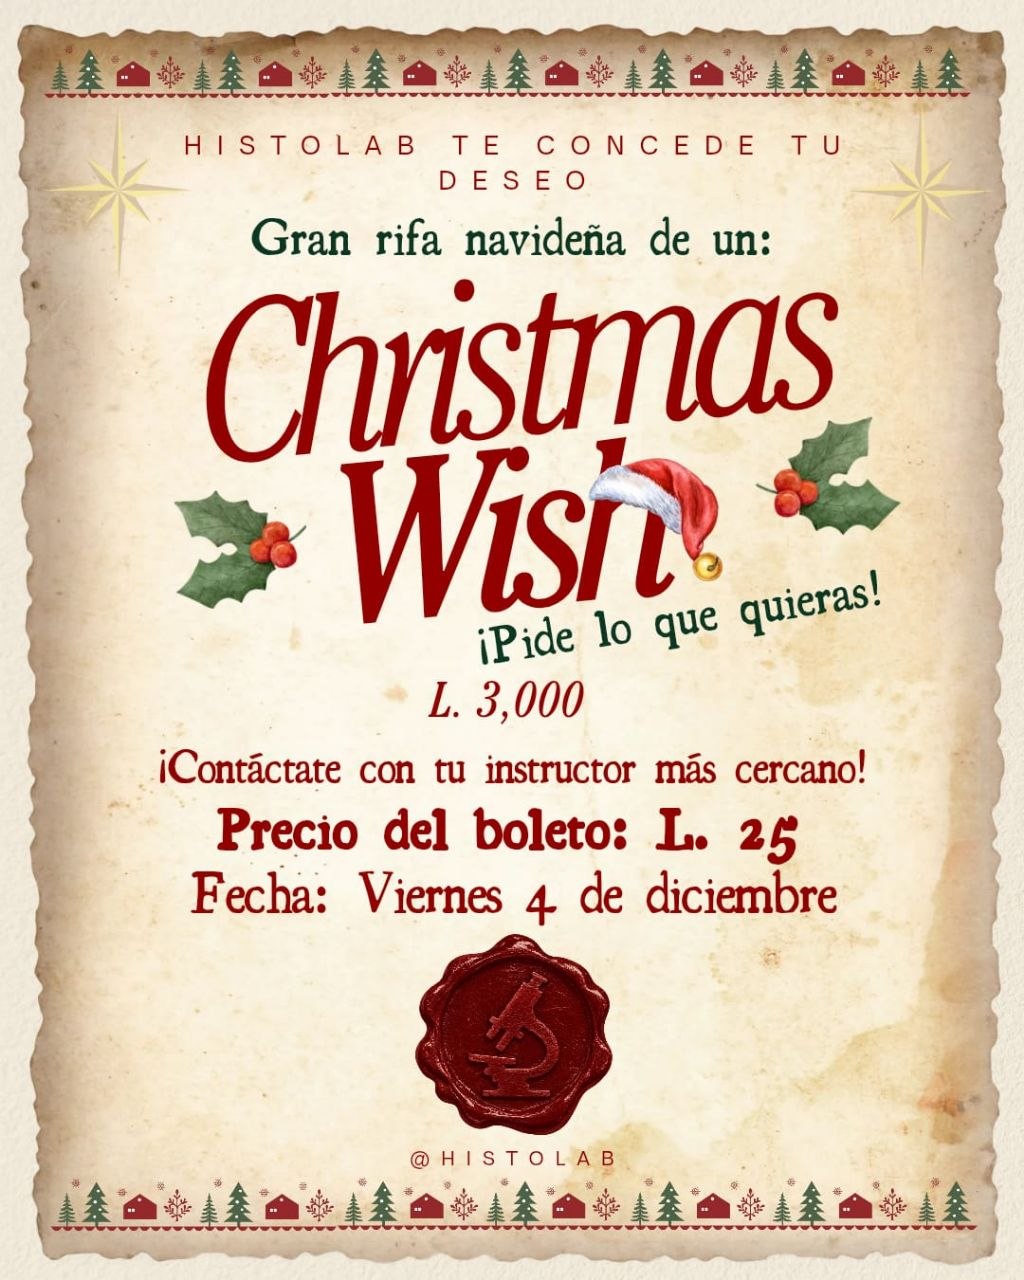 HISTOLAB TE CONCEDE TU
DESEO
Gran rifa navideña de un:
Christmas
Wish
¡Pide lo que quieras!
L. 3,000
¡Contáctate con tu instructor más cercano!
Precio del boleto: L. 25
Fecha: Viernes 4 de diciembre
@HISTOLAB